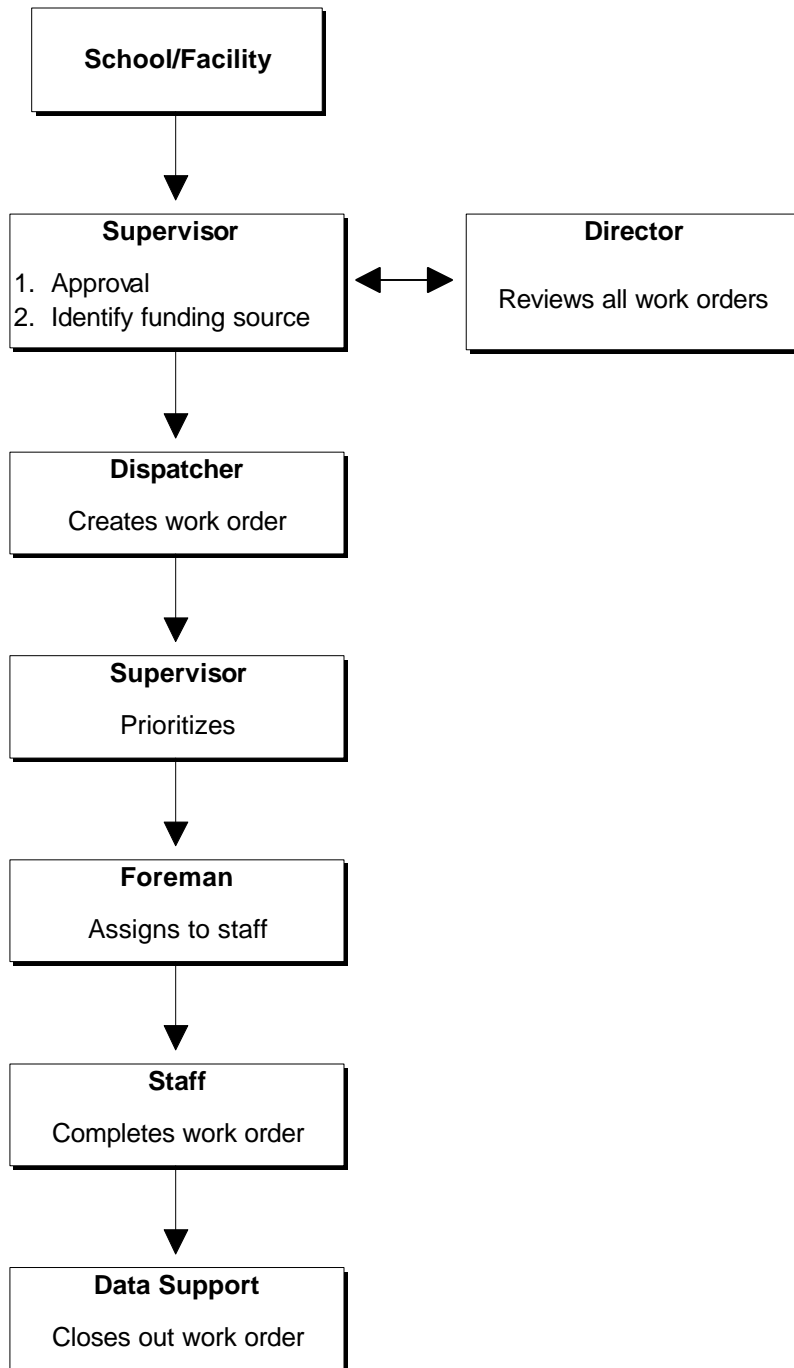 School/Facility
Supervisor
1. Approval
2. Identify funding source
Director
Reviews all work orders
Dispatcher
Creates work order
Supervisor
Prioritizes
Foreman
Assigns to staff
Staff
Completes work order
Data Support
Closes out work order